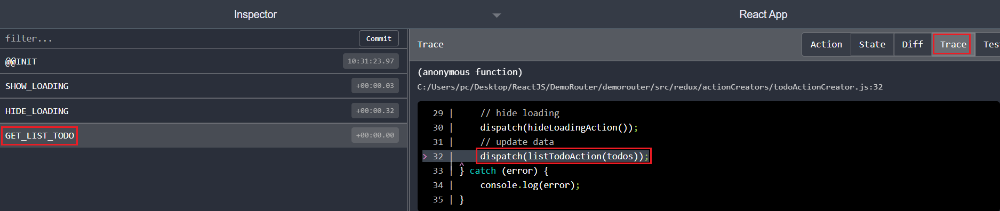 Inspector
React App
filter...
Commit
@@INIT
10:31:23.97
SHOW_LOADING
+00:00.03
HIDE_LOADING
+00:00.32
GET_LIST_TODO
+00:00.00
Trace
Action
State
Diff
Trace
Tes
(anonymous function)
C:/Users/pc/Desktop/ReactJS/DemoRouter/demorouter/src/redux/actionCreators/todoActionCreator.js:32
29 |     // hide loading
30 |     dispatch(hideLoadingAction());
31 |     // update data
> 32 |     dispatch(listTodoAction(todos));
| ^
33 | } catch (error) {
34 |     console.log(error);
35 | }